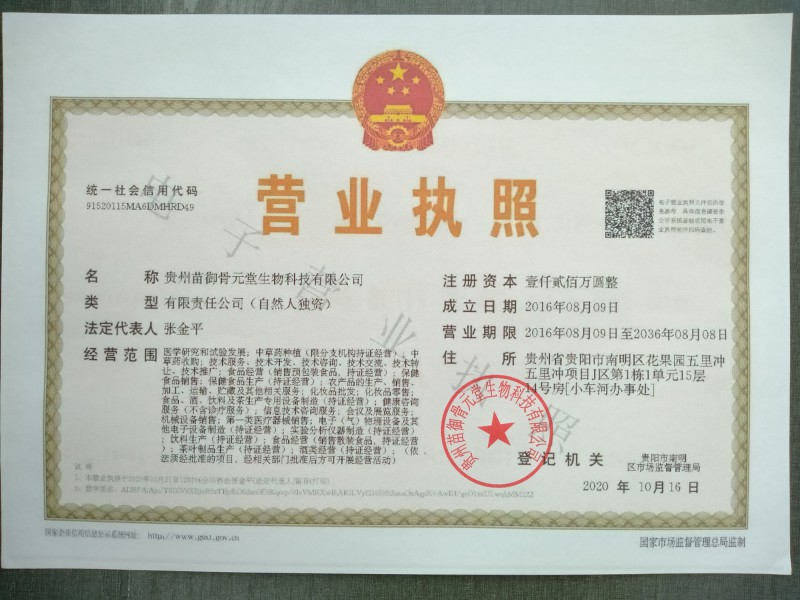 统一社会信用代码
91520115MA6DMHRD49
营业执照
名 称 贵州苗御骨元堂生物科技有限公司
类 型 有限责任公司（自然人独资）
法定代表人 张金平
经营范围 医学研究和试验发展；中草药种植（限分支机构持证经营）；中
草药收购；技术服务、技术开发、技术咨询、技术交流、技术转
让、技术推广；食品经营（销售预包装食品，持证经营）；保健
食品销售；保健食品生产（持证经营）；农产品的生产、销售、
加工、运输、贮藏及其他相关服务；化妆品批发；化妆品零售；
食品、酒、饮料及茶生产专用设备制造（持证经营）；健康咨询
服务（不含诊疗服务）；信息技术咨询服务；会议及展览服务；
机械设备销售；第一类医疗器械销售；电子（气）物理设备及其
他电子设备制造（持证经营）；实验分析仪器制造（持证经营）
；饮料生产（持证经营）；食品经营（销售散装食品，持证经营）
；茶叶制品生产（持证经营）；酒类经营（持证经营）；（依
法须经批准的项目，经相关部门批准后方可开展经营活动）
注册资本 壹仟贰佰万圆整
成立日期 2016年08月09日
营业期限 2016年08月09日至2036年08月08日
住 所 贵州省贵阳市南明区花果园五里冲
五里冲项目J区第1栋1单元15层
11号房[小车河办事处]
贵州苗御骨元堂生物科技有限公司
登记机关 贵阳市南明
区市场监督管理局
2020 年 10月 16 日
电子营业执照
说明：
国家企业信用信息公示系统网址： http://www.gsxt.gov.cn
国家市场监督管理总局监制